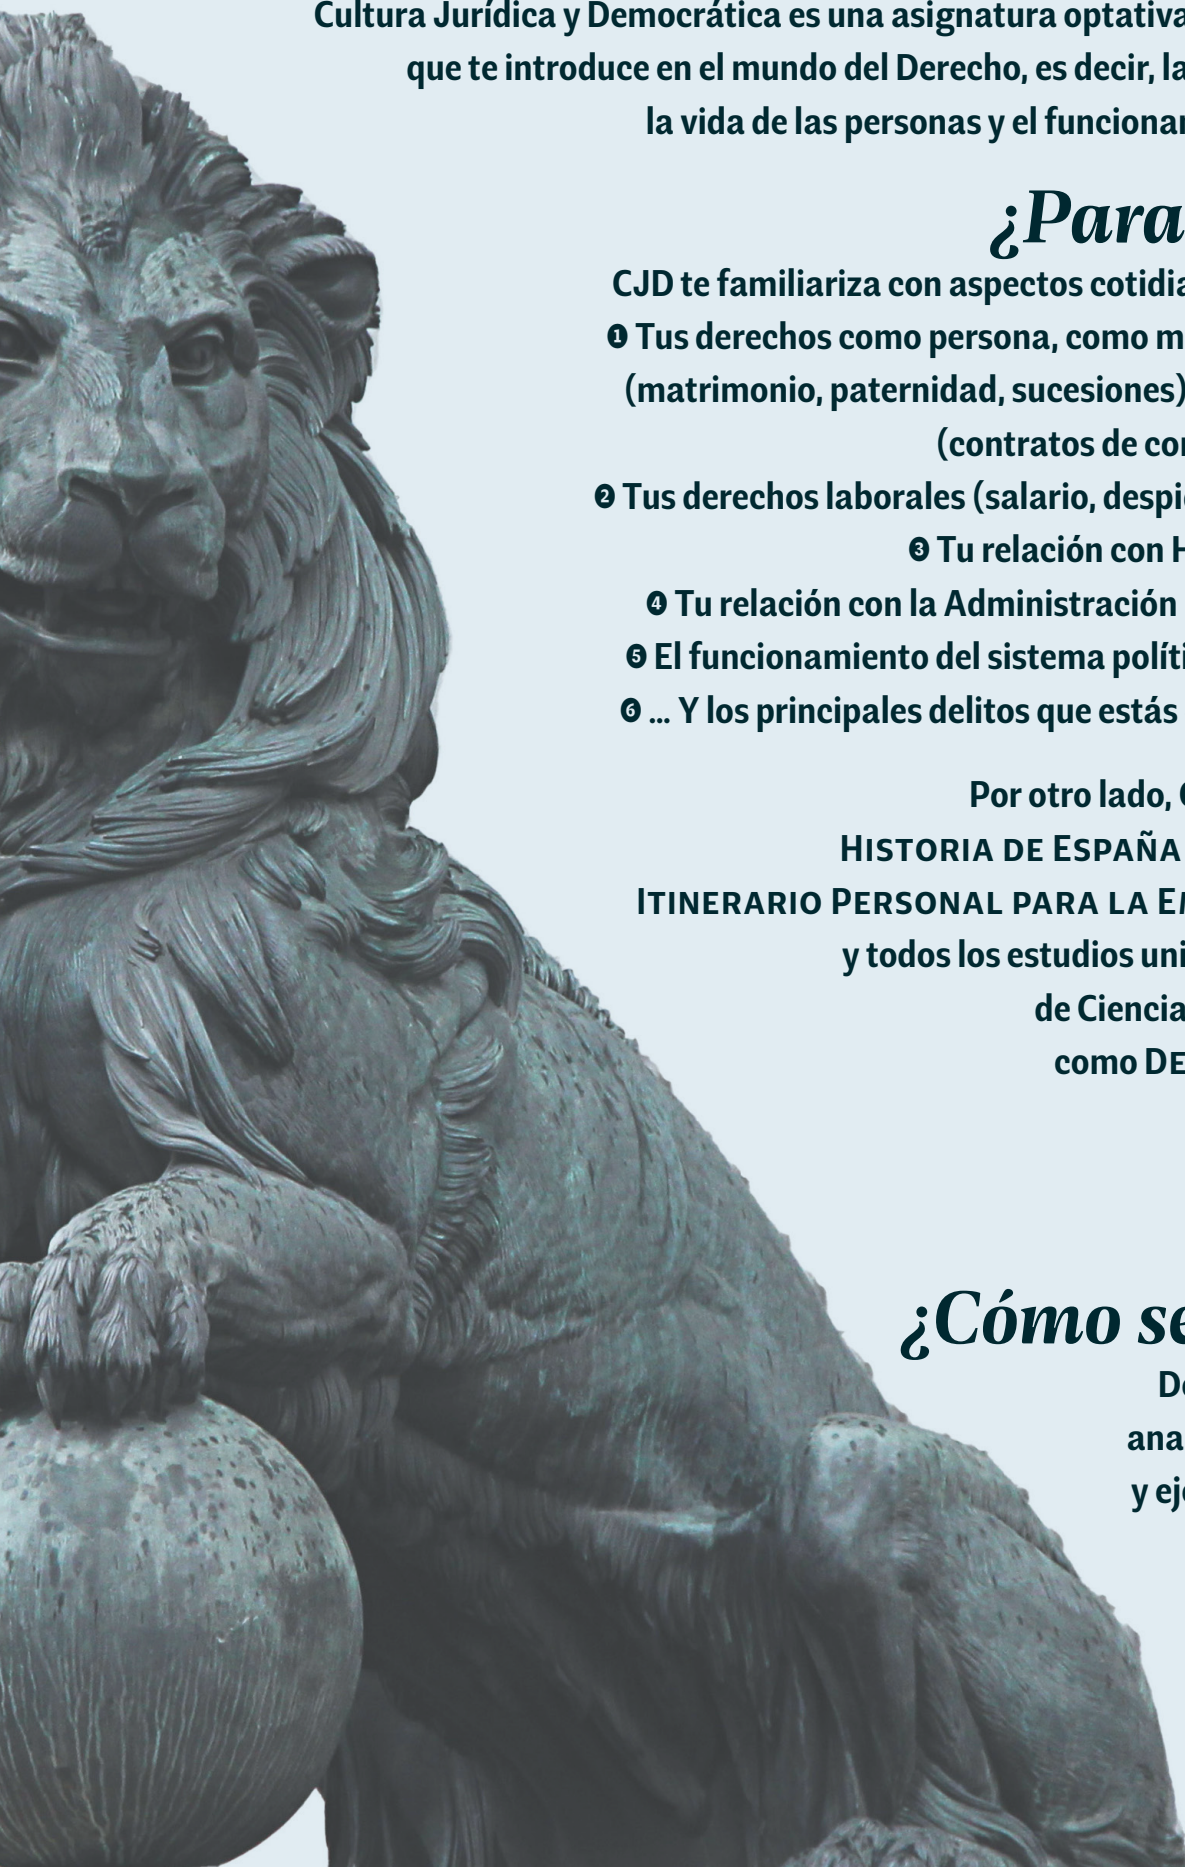 Cultura Jurídica y Democrática es una asignatura optativa
que te introduce en el mundo del Derecho, es decir, la
la vida de las personas y el funcionar
¿Para
CJD te familiariza con aspectos cotidia
❶ Tus derechos como persona, como m
(matrimonio, paternidad, sucesiones)
(contratos de con
❷ Tus derechos laborales (salario, despi
❸ Tu relación con H
❹ Tu relación con la Administración
❺ El funcionamiento del sistema políti
❻ ... Y los principales delitos que estás
Por otro lado,
HISTORIA DE ESPAÑA
ITINERARIO PERSONAL PARA LA EM
y todos los estudios uni
de Ciencia
como DE
¿Cómo se
De
ana
y eje